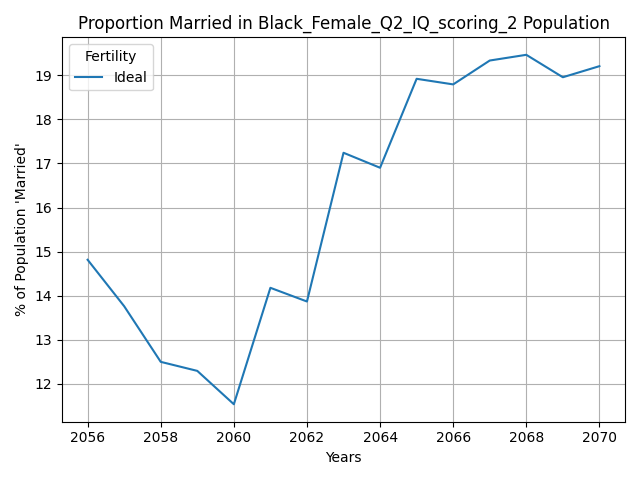 Proportion Married in Black_Female_Q2_IQ_scoring_2 Population
Fertility
Ideal
% of Population 'Married'
19
18
17
16
15
14
13
12
2056 2058 2060 2062 2064 2066 2068 2070
Years